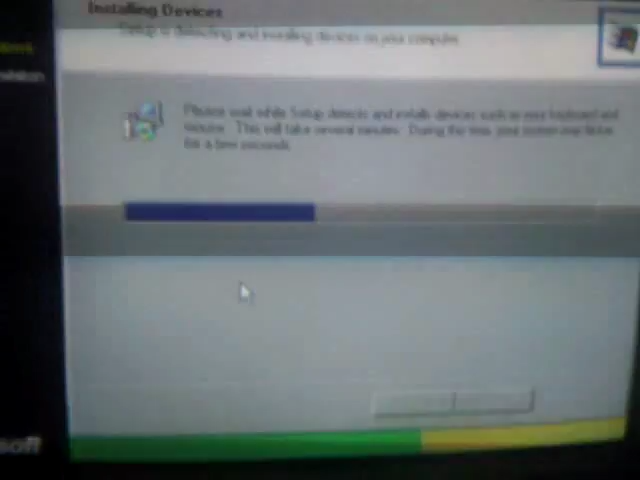 Installing Devices
Setup is detecting and installing devices on your computer.
Please wait while Setup detects and installs devices such as your keyboard and
mouse. This will take several minutes. During this time, your screen may flicker
for a few seconds.
soft